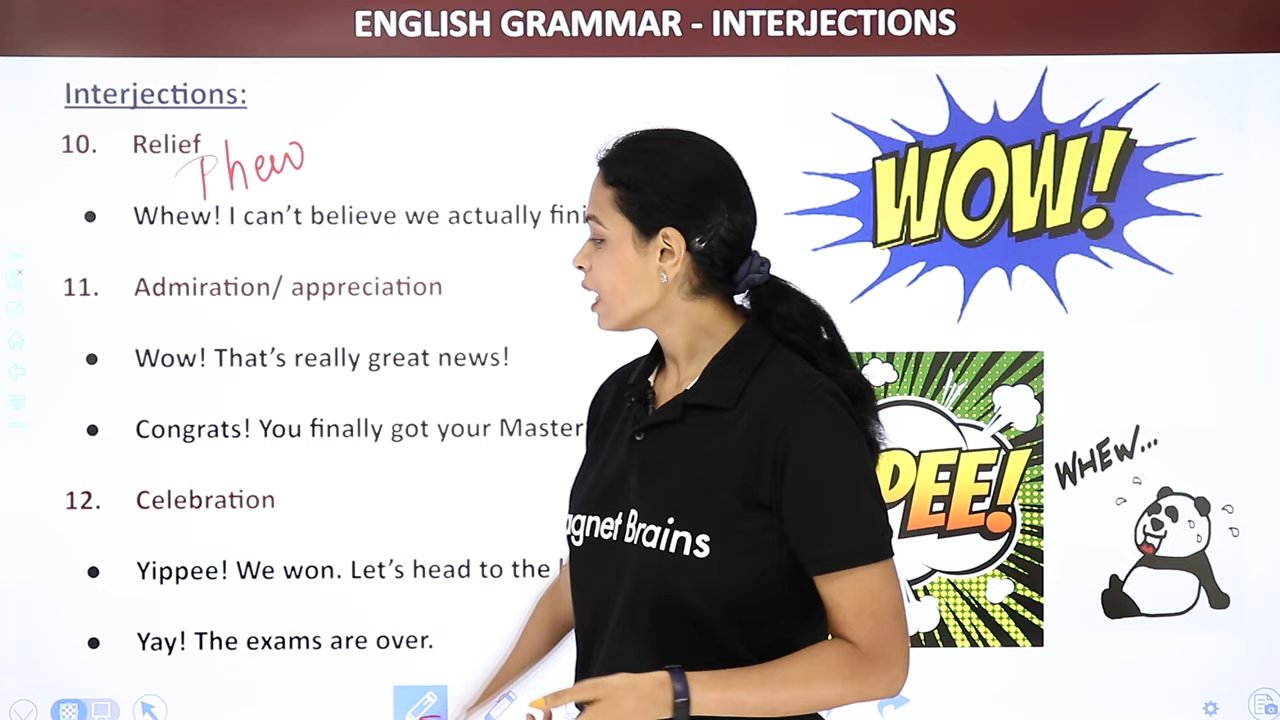 ENGLISH GRAMMAR - INTERJECTIONS
Interjections:
10. Relief
Phew
• Whew! I can't believe we actually
11. Admiration/ appreciation
• Wow! That's really great news!
• Congrats! You finally got your Master
12. Celebration
• Yippee! We won. Let's head to the
• Yay! The exams are over.
WOW!
PEE!
WHEW...
agnet Brains